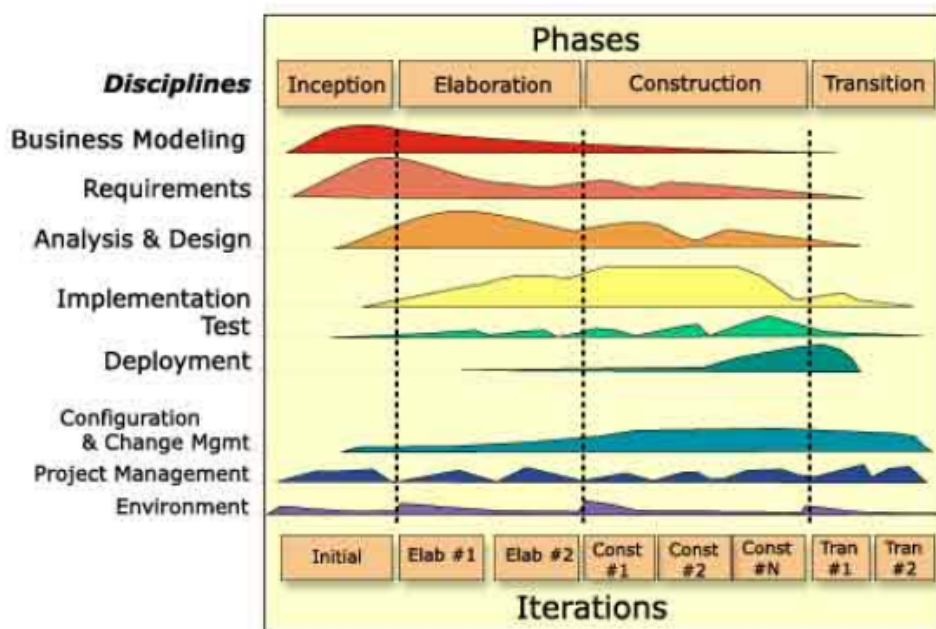 Phases
Disciplines
Inception
Elaboration
Construction
Transition
Business Modeling
Requirements
Analysis & Design
Implementation
Test
Deployment
Configuration
& Change Mgmt
Project Management
Environment
Initial
Elab #1
Elab #2
Const
#1
Const
#2
Const
#N
Tran
#1
Tran
#2
Iterations